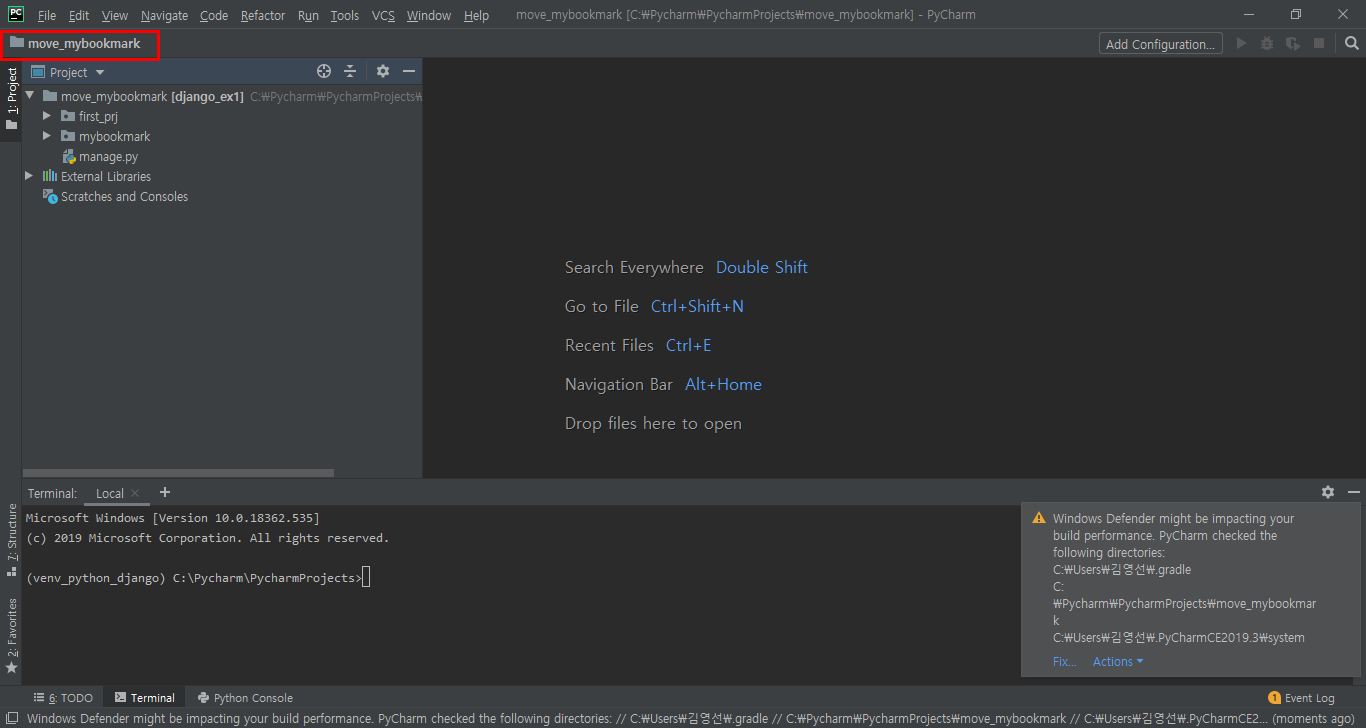 PC File Edit View Navigate Code Refactor Run Tools VCS Window Help move_mybookmark [C:₩Pycharm₩PycharmProjects₩move_mybookmark] - PyCharm
move_mybookmark Add Configuration...
1: Project
Project
move_mybookmark [django_ex1] C:₩Pycharm₩PycharmProjects₩
first_prj
mybookmark
manage.py
External Libraries
Scratches and Consoles
Search Everywhere Double Shift
Go to File Ctrl+Shift+N
Recent Files Ctrl+E
Navigation Bar Alt+Home
Drop files here to open
Terminal: Local
Microsoft Windows [Version 10.0.18362.535]
(c) 2019 Microsoft Corporation. All rights reserved.
(venv_python_django) C:\Pycharm\PycharmProjects>
7: Structure
2: Favorites
Windows Defender might be impacting your
build performance. PyCharm checked the
following directories:
C:₩Users₩김영선₩.gradle
C:
₩Pycharm₩PycharmProjects₩move_mybookmar
k
C:₩Users₩김영선₩.PyCharmCE2019.3₩system
Fix... Actions
6: TODO Terminal Python Console 1 Event Log
Windows Defender might be impacting your build performance. PyCharm checked the following directories: // C:₩Users₩김영선₩.gradle // C:₩Pycharm₩PycharmProjects₩move_mybookmark // C:₩Users₩김영선₩.PyCharmCE2... (moments ago)